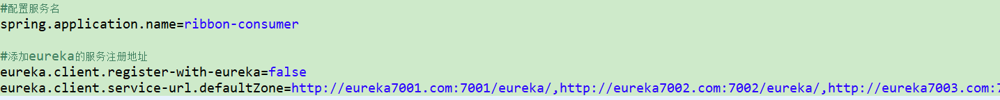 #配置服务名
spring.application.name=ribbon-consumer
#添加eureka的服务注册地址
eureka.client.register-with-eureka=false
eureka.client.service-url.defaultZone=http://eureka7001.com:7001/eureka/,http://eureka7002.com:7002/eureka/,http://eureka7003.com:7